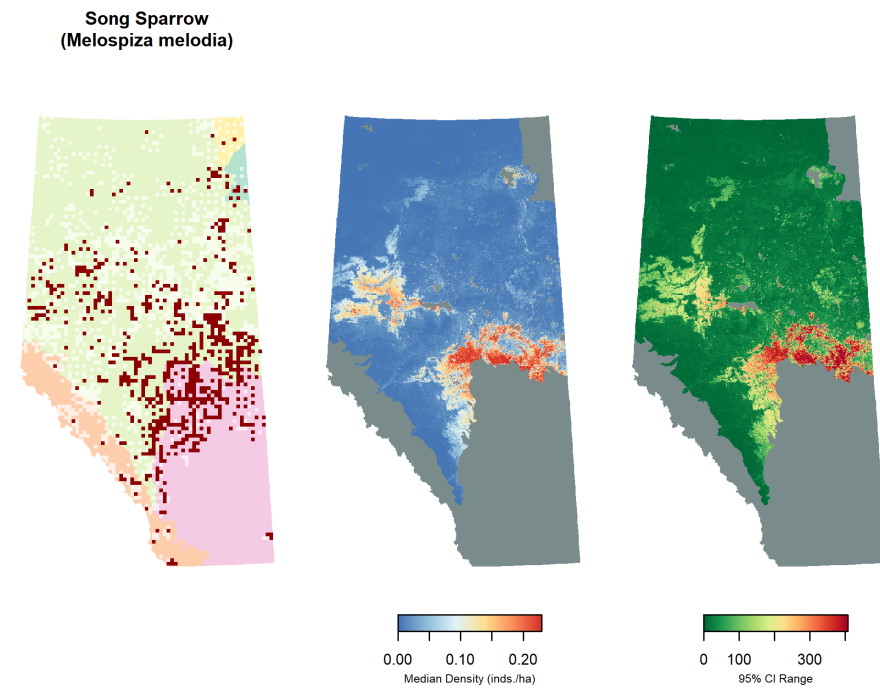 Song Sparrow
(Melospiza melodia)
0.00 0.10 0.20
Median Density (inds./ha)
0 100 300
95% CI Range